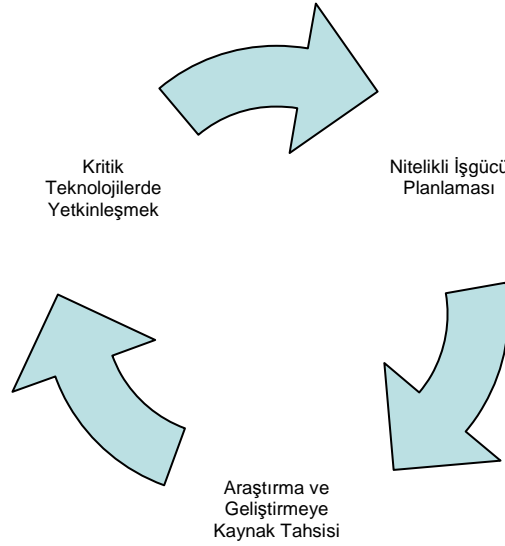 Kritik
Teknolojilerde
Yetkinleşmek
Nitelikli İşgücü
Planlaması
Araştırma ve
Geliştirmeye
Kaynak Tahsisi